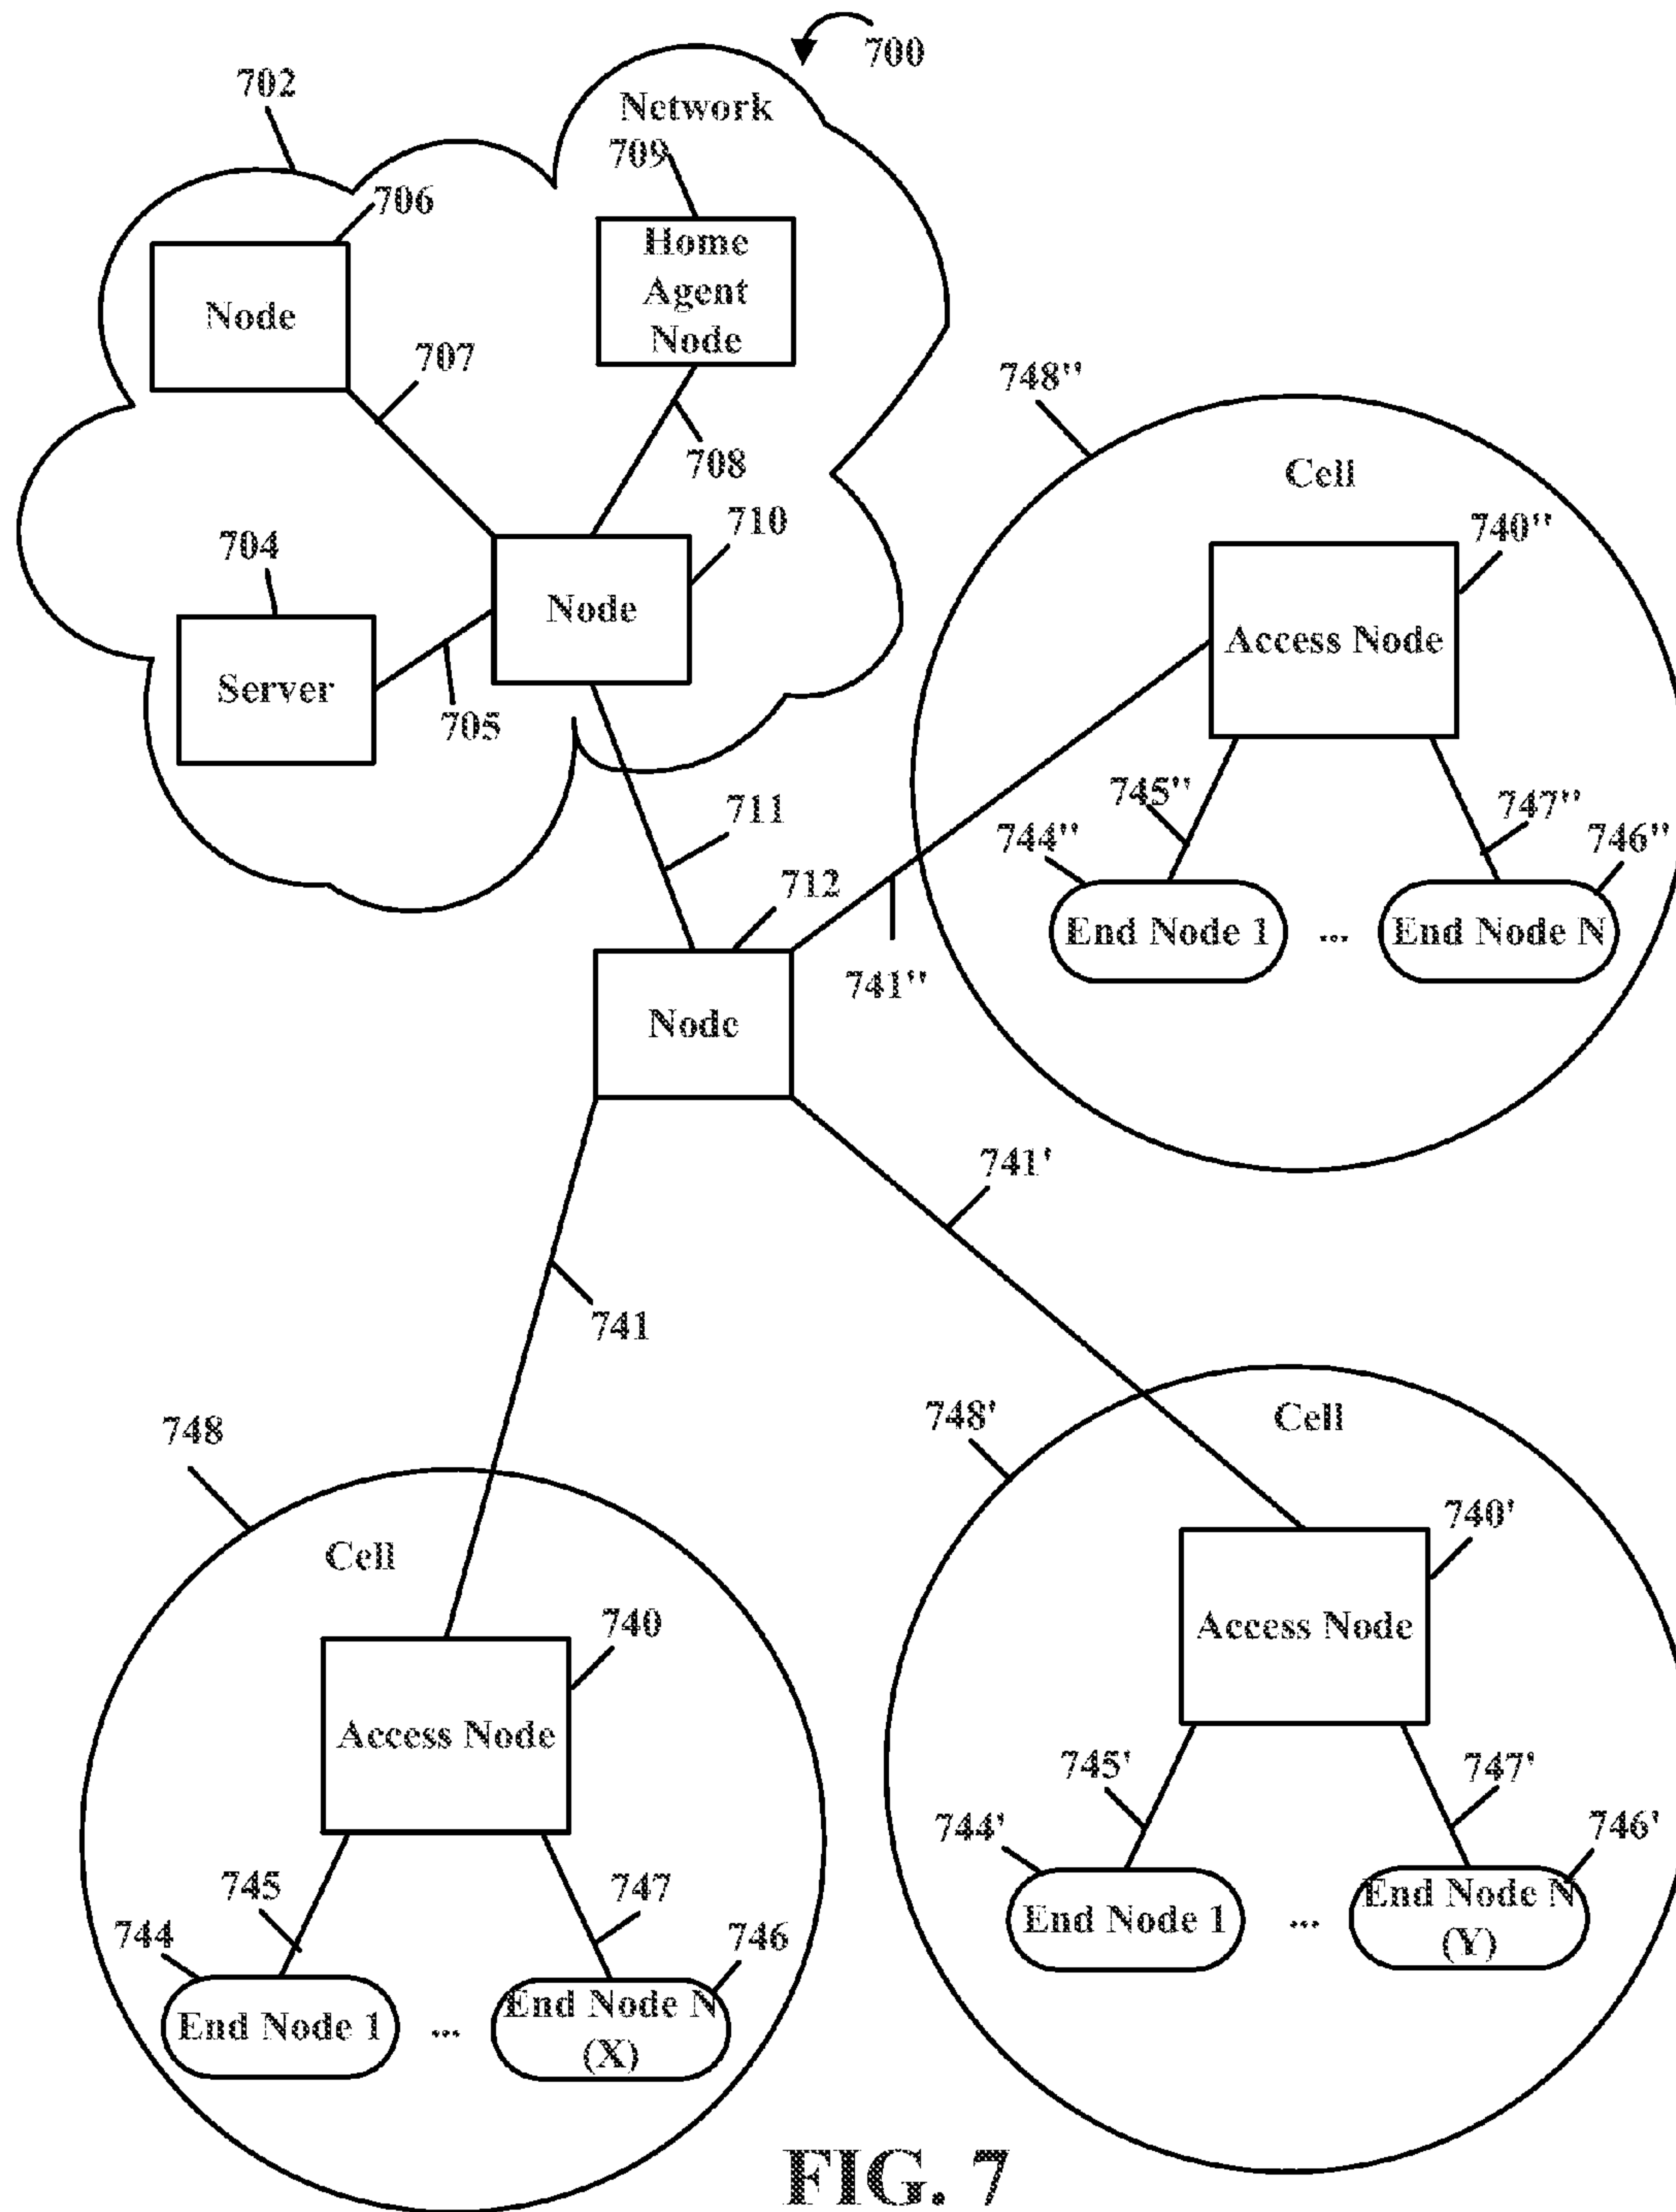 700
702
Network
709
706
Home
Agent
Node
Node
707
708
748"
Cell
710
740"
704
Node
Access Node
Server
705
711
745"
747"
744"
746"
712
End Node 1
...
End Node N
741"
Node
741'
741
748
748'
Cell
Cell
740'
740
Access Node
Access Node
745'
747'
744'
746'
745
747
End Node 1
...
End Node N
(Y)
744
746
End Node 1
...
End Node N
(X)
FIG. 7